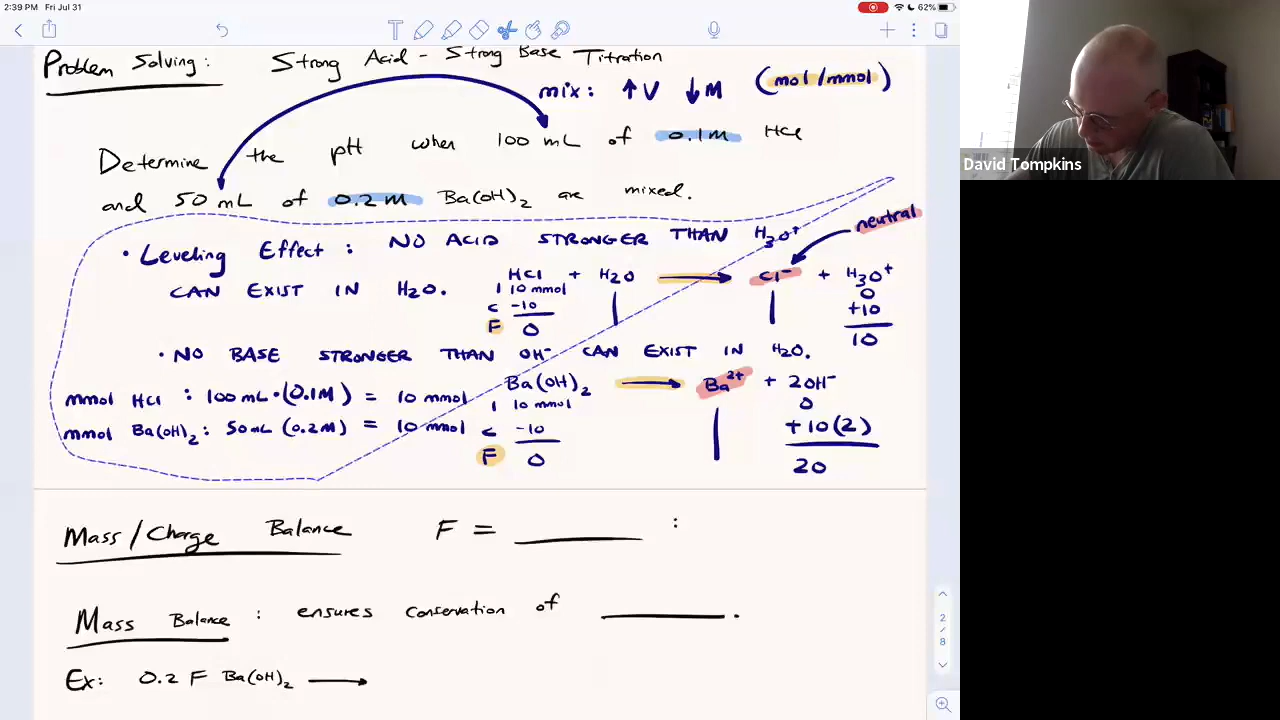 2:39 PM Fri Jul 31
62%
Problem Solving: Strong Acid - Strong Base Titration
mix: ↑V ↓M (mol/mmol)
Determine the pH when 100 mL of 0.1M HCl
and 50 mL of 0.2 M Ba(OH)2 are mixed.
David Tompkins
neutral
• Leveling Effect: NO ACID STRONGER THAN H3O+
CAN EXIST IN H2O.
HCl + H2O → Cl- + H3O+
I 10 mmol 0
C -10 +10
F 0 10
• NO BASE STRONGER THAN OH- CAN EXIST IN H2O.
mmol HCl : 100 mL·(0.1M) = 10 mmol
mmol Ba(OH)2: 50mL (0.2M) = 10 mmol
Ba(OH)2 → Ba2+ + 2OH-
I 10 mmol 0
C -10 +10(2)
F 0 20
Mass/Charge Balance F = ______ :
Mass Balance : ensures conservation of ______.
Ex: 0.2 F Ba(OH)2 →
2
/
8